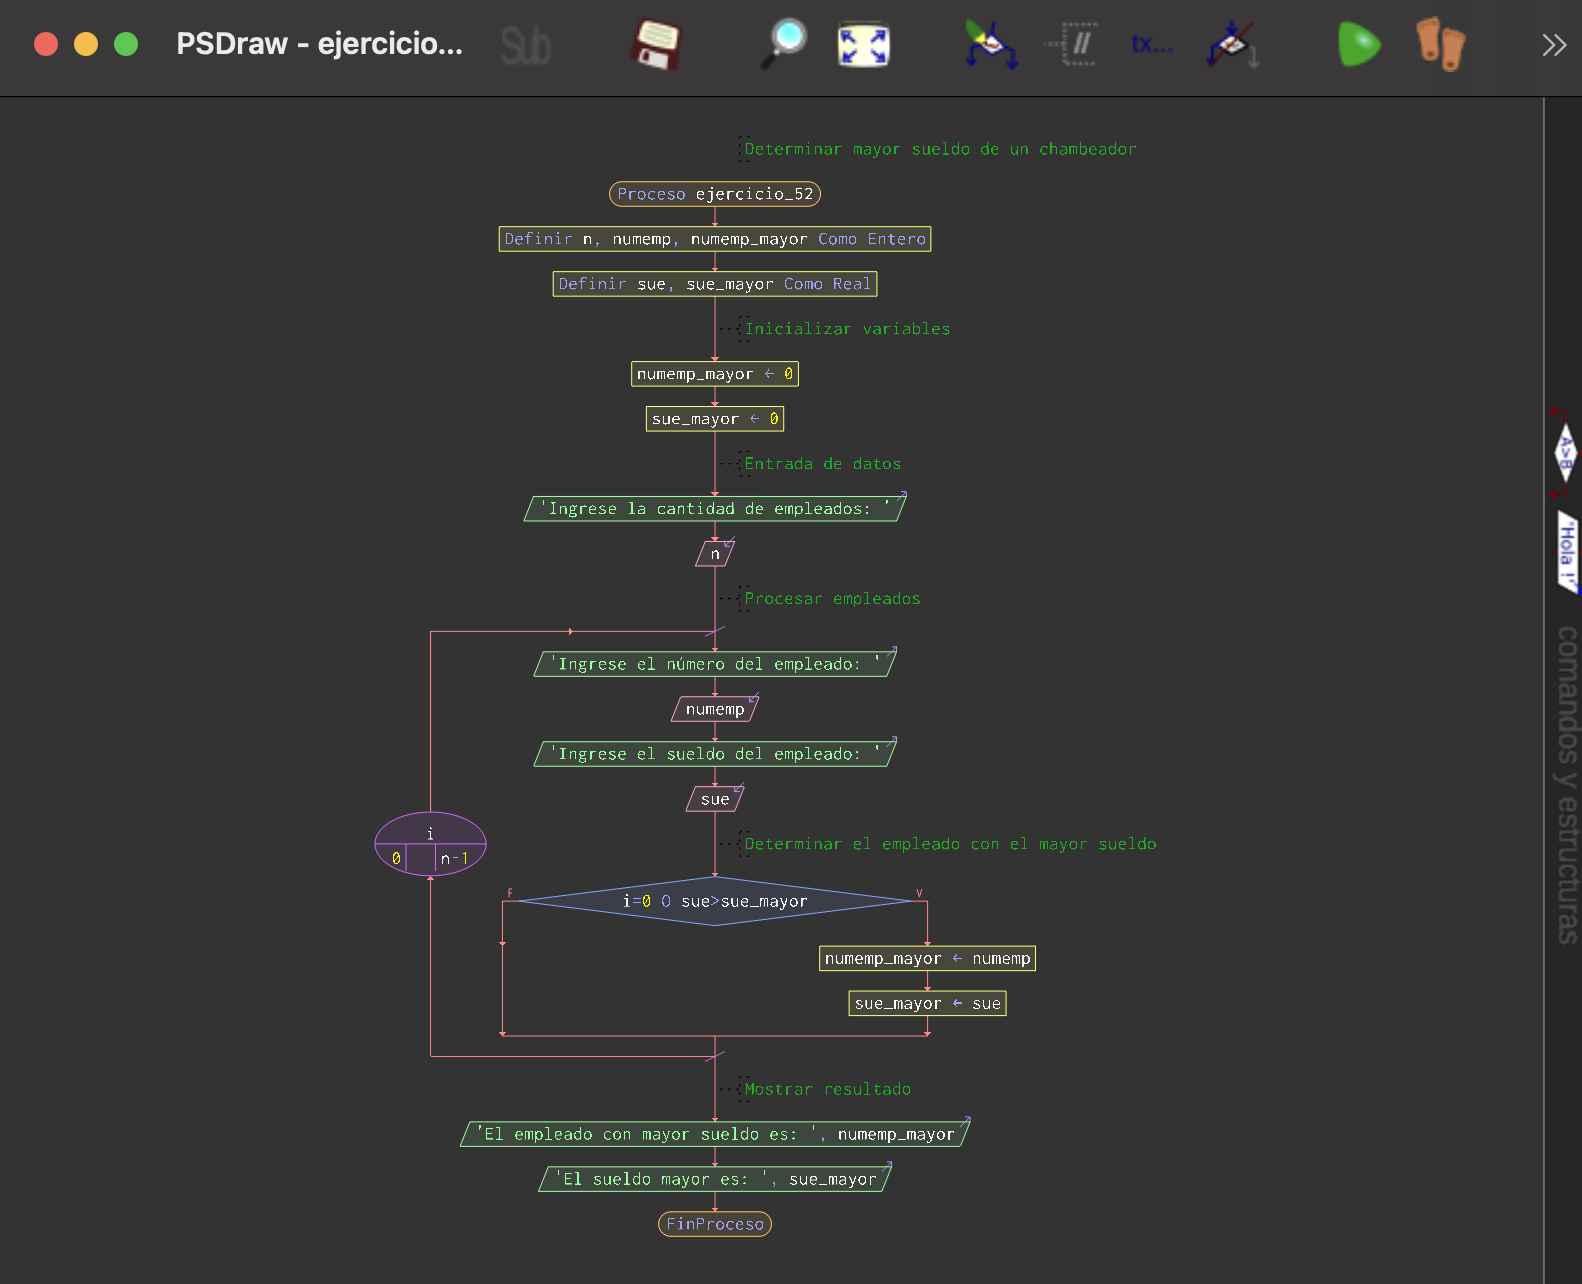 PSDraw - ejercicio...
Sub
//
tx...
Determinar mayor sueldo de un chambeador
Proceso ejercicio_52
Definir n, numemp, numemp_mayor Como Entero
Definir sue, sue_mayor Como Real
Inicializar variables
numemp_mayor ← 0
sue_mayor ← 0
Entrada de datos
'Ingrese la cantidad de empleados: '
n
Procesar empleados
'Ingrese el número del empleado: '
numemp
'Ingrese el sueldo del empleado: '
sue
i
0 n-1
Determinar el empleado con el mayor sueldo
F V
i=0 O sue>sue_mayor
numemp_mayor ← numemp
sue_mayor ← sue
Mostrar resultado
'El empleado con mayor sueldo es: ', numemp_mayor
'El sueldo mayor es: ', sue_mayor
FinProceso
A>B
"Hola !"
comandos y estructuras